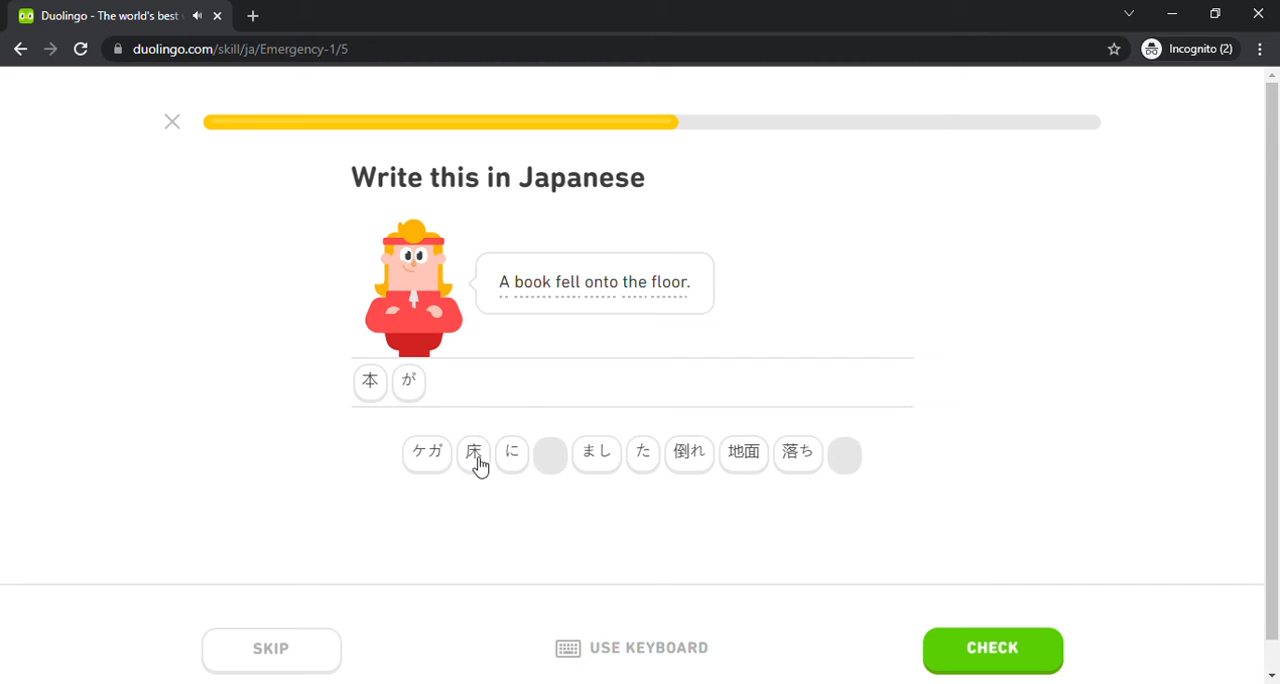 Duolingo - The world's best
duolingo.com/skill/ja/Emergency-1/5
Incognito (2)
Write this in Japanese
A book fell onto the floor.
本 が
ケガ 床 に まし た 倒れ 地面 落ち
SKIP
USE KEYBOARD
CHECK